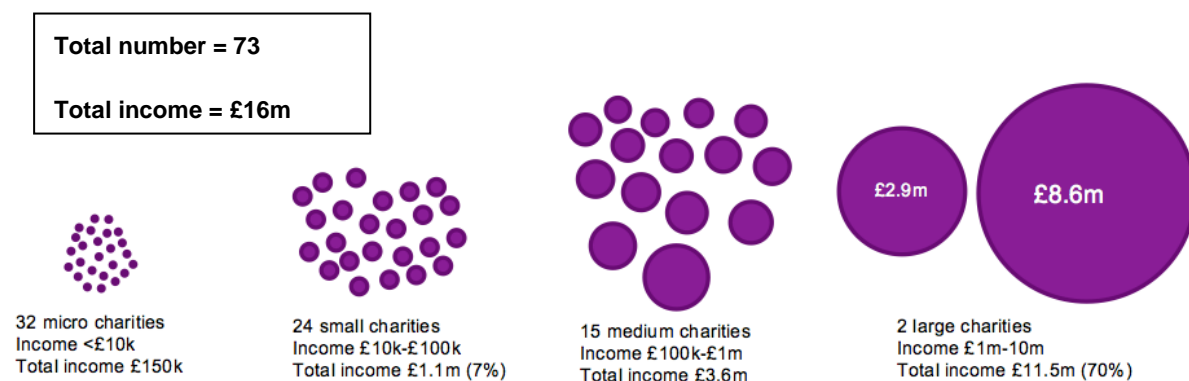 Total number = 73
Total income = £16m
£2.9m
£8.6m
32 micro charities
Income <£10k
Total income £150k
24 small charities
Income £10k-£100k
Total income £1.1m (7%)
15 medium charities
Income £100k-£1m
Total income £3.6m
2 large charities
Income £1m-10m
Total income £11.5m (70%)